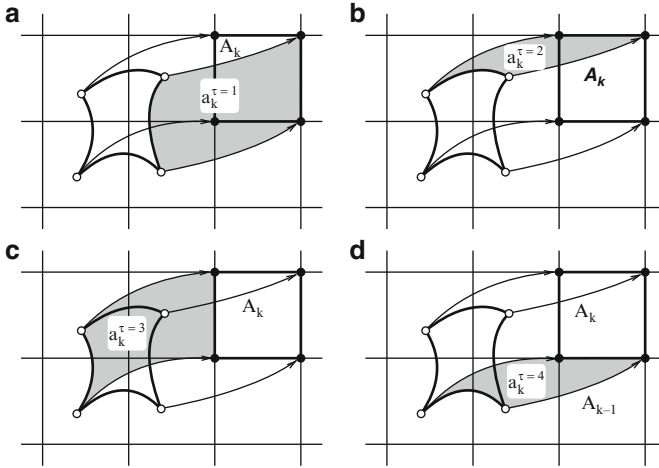 a
A_k
a_k^{τ=1}
b
a_k^{τ=2}
A_k
c
A_k
a_k^{τ=3}
d
A_k
a_k^{τ=4}
A_{k−1}